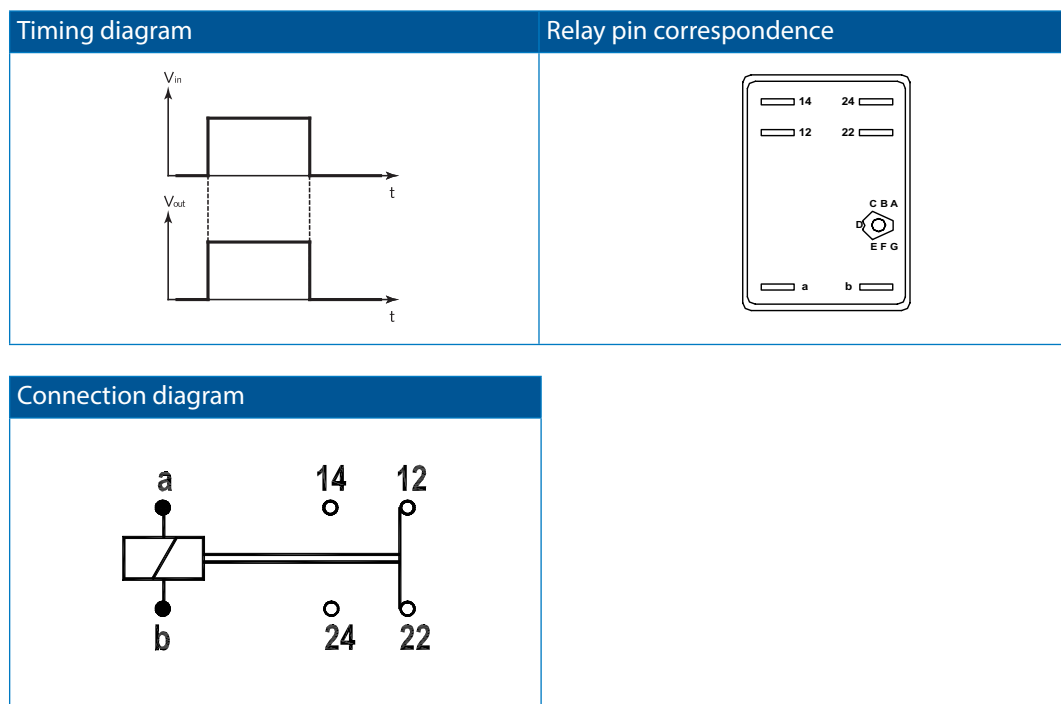 Timing diagram
Relay pin correspondence
Vin
t
Vout
t
14 24
12 22
C B A
D
E F G
a b
Connection diagram
a 14 12
b 24 22